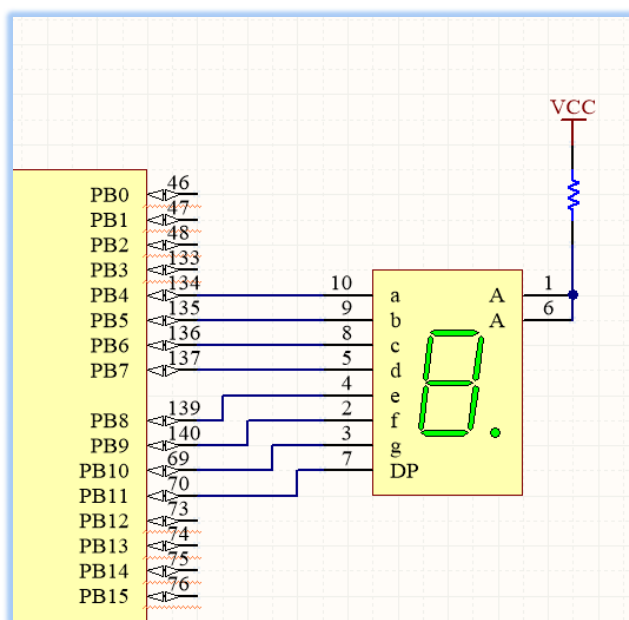 VCC
PB0 46
PB1 47
PB2 48
PB3 133
PB4 134 10 a A 1
PB5 135 9 b A 6
PB6 136 8 c
PB7 137 5 d
4 e
PB8 139 2 f
PB9 140 3 g
PB10 69 7 DP
PB11 70
PB12 73
PB13 74
PB14 75
PB15 76